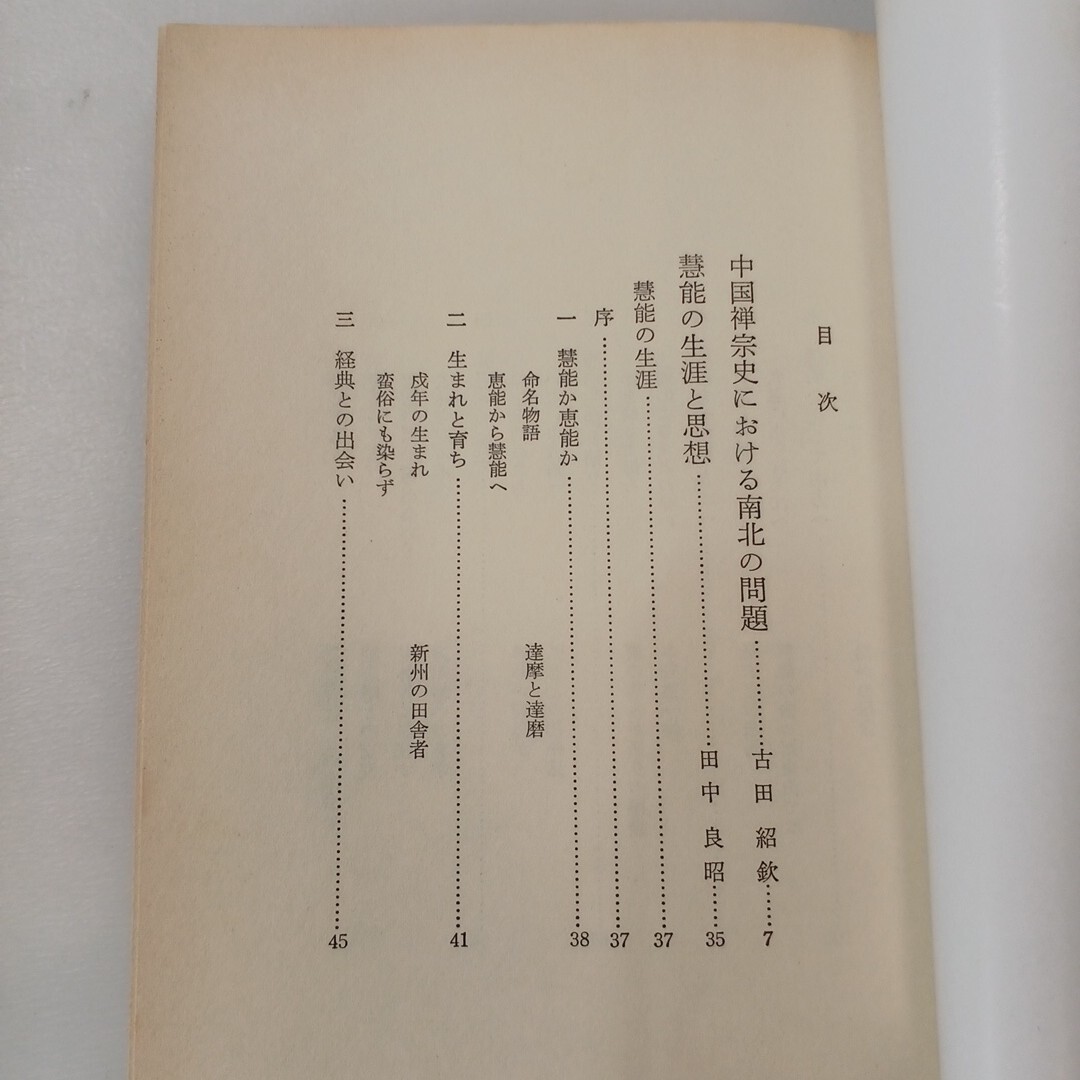 目次
中国禅宗史における南北の問題……………古田紹欽……7
慧能の生涯と思想……………田中良昭……35
慧能の生涯……………37
序……………37
一 慧能か恵能か……………38
命名物語 達摩と達磨
恵能から慧能へ
二 生まれと育ち……………41
戌年の生まれ 新州の田舎者
蛮俗にも染らず
三 経典との出会い……………45